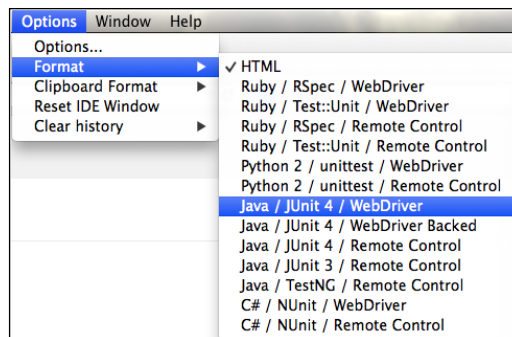 Options Window Help
Options...
Format
Clipboard Format
Reset IDE Window
Clear history
✓ HTML
Ruby / RSpec / WebDriver
Ruby / Test::Unit / WebDriver
Ruby / RSpec / Remote Control
Ruby / Test::Unit / Remote Control
Python 2 / unittest / WebDriver
Python 2 / unittest / Remote Control
Java / JUnit 4 / WebDriver
Java / JUnit 4 / WebDriver Backed
Java / JUnit 4 / Remote Control
Java / JUnit 3 / Remote Control
Java / TestNG / Remote Control
C# / NUnit / WebDriver
C# / NUnit / Remote Control